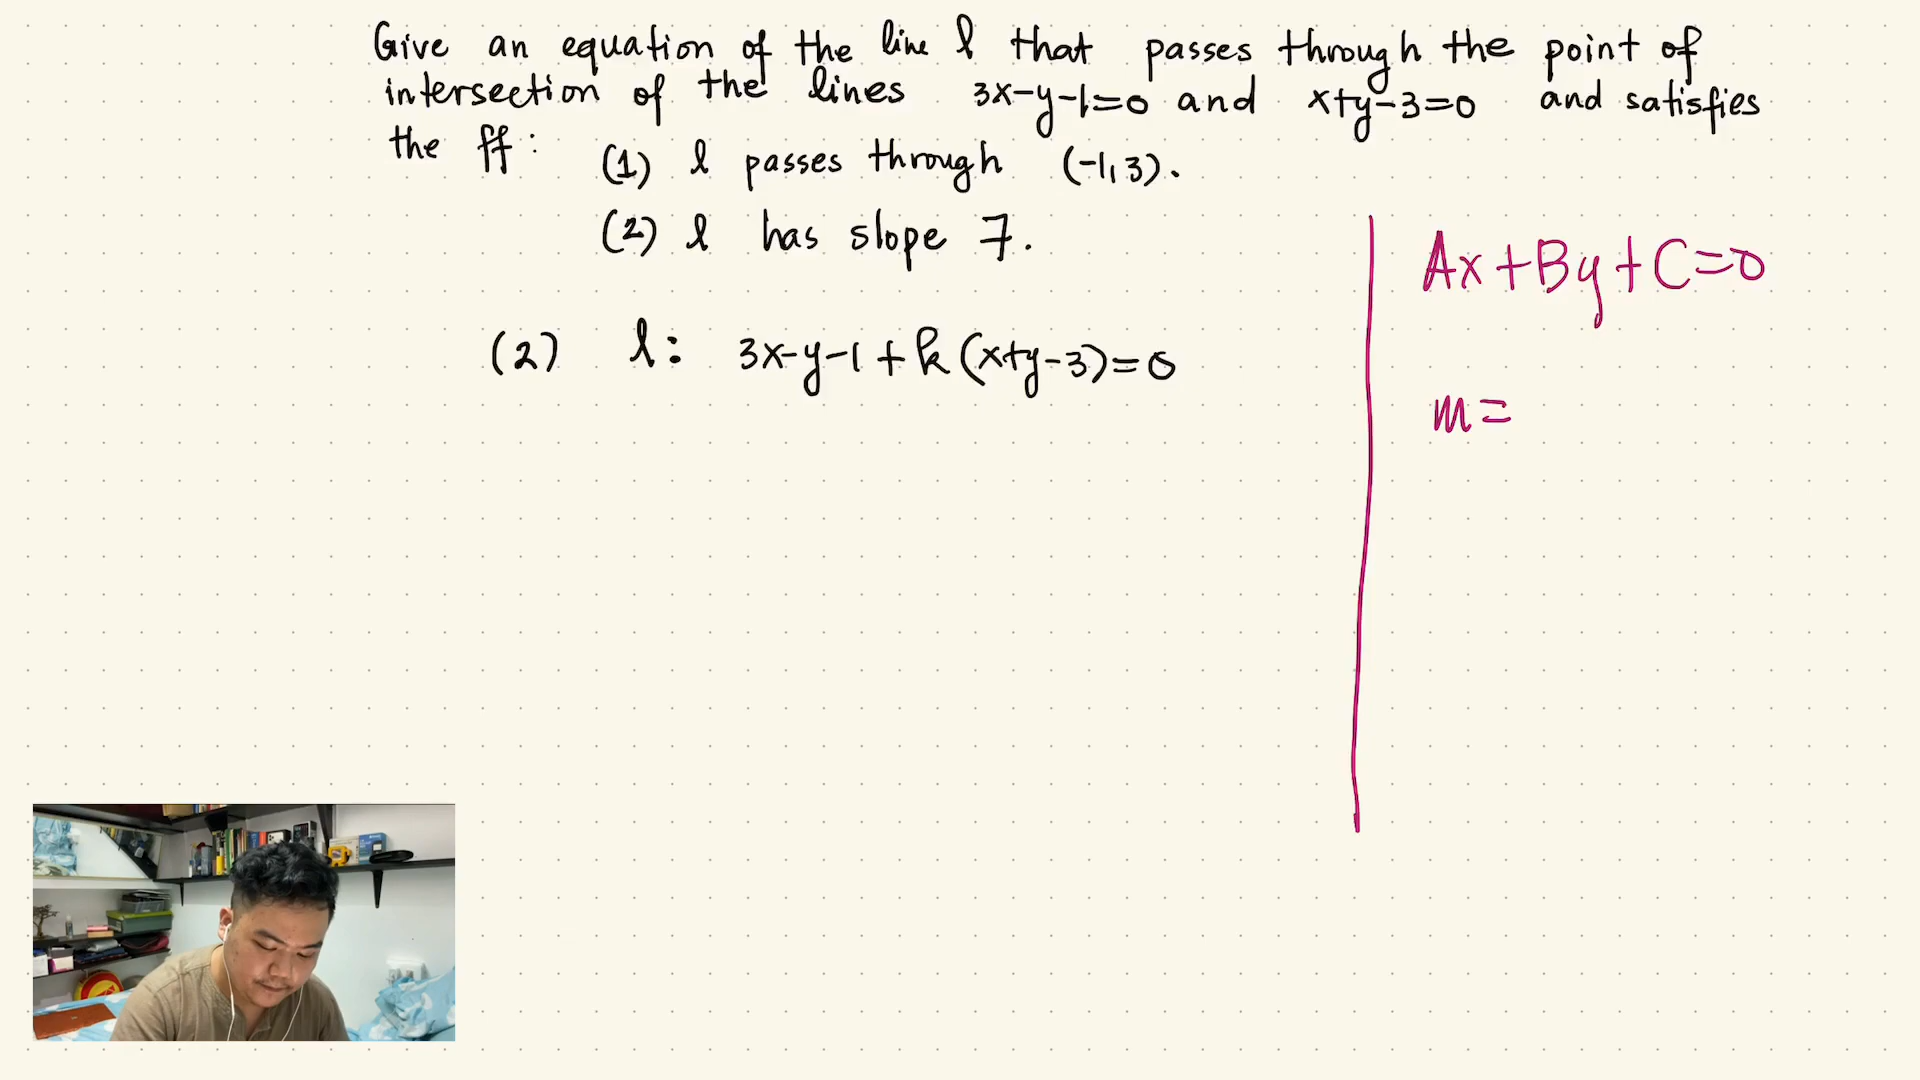 Give an equation of the line l that passes through the point of
intersection of the lines 3x-y-1=0 and x+y-3=0 and satisfies
the ff:
(1) l passes through (-1,3).
(2) l has slope 7.
Ax+By+C=0
(2) l: 3x-y-1+k(x+y-3)=0
m=